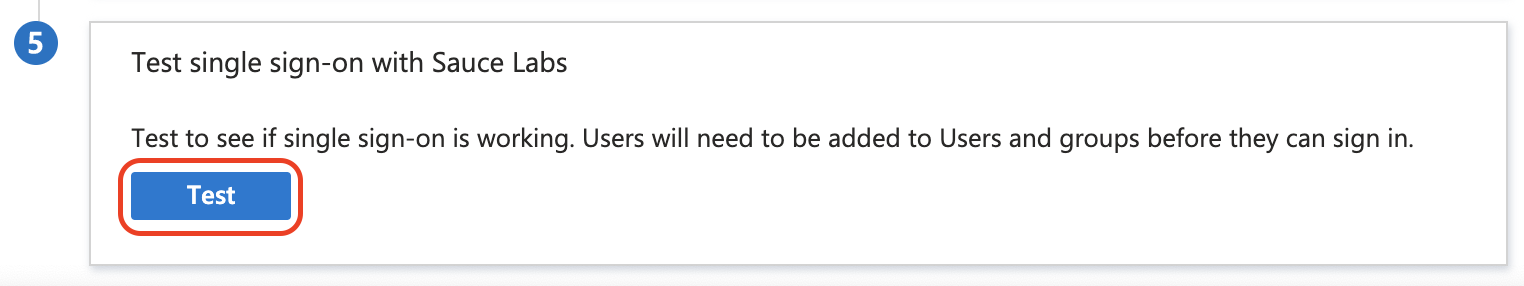 5
Test single sign-on with Sauce Labs
Test to see if single sign-on is working. Users will need to be added to Users and groups before they can sign in.
Test